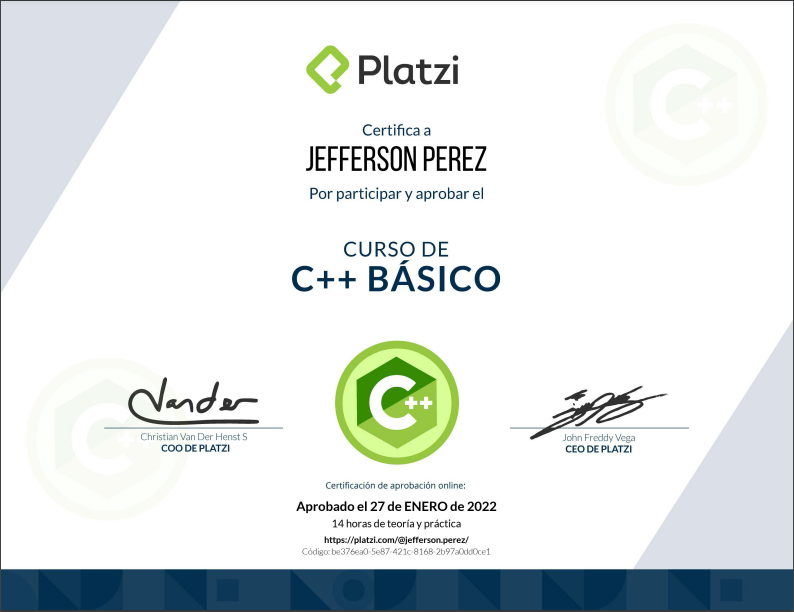 Platzi
Certifica a
JEFFERSON PEREZ
Por participar y aprobar el
CURSO DE
C++ BÁSICO
C++
Christian Van Der Henst S
COO DE PLATZI
John Freddy Vega
CEO DE PLATZI
Certificación de aprobación online:
Aprobado el 27 de ENERO de 2022
14 horas de teoría y práctica
https://platzi.com/@jefferson.perez/
Código: be376ea0-5e87-421c-8168-2b97a0dd0ce1